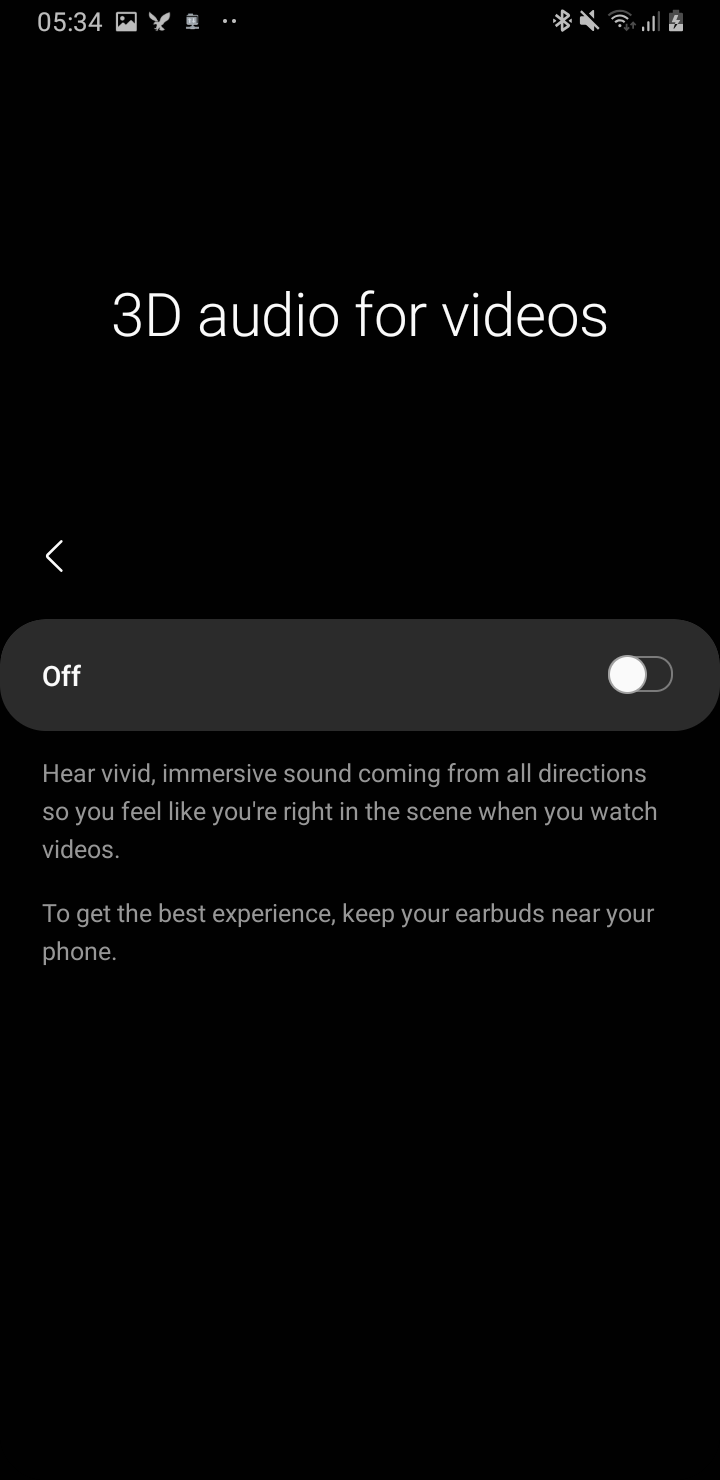 05:34
3D audio for videos
Off
Hear vivid, immersive sound coming from all directions
so you feel like you're right in the scene when you watch
videos.
To get the best experience, keep your earbuds near your
phone.